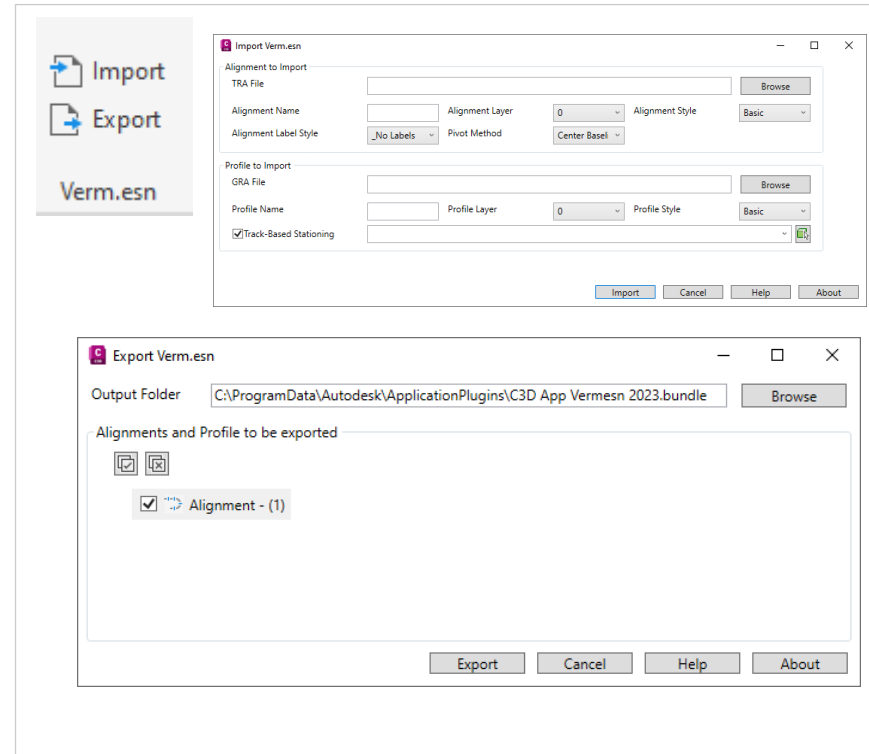 Import
Export
Verm.esn
Import Verm.esn
Alignment to Import
TRA File
Browse
Alignment Name
Alignment Layer
0
Alignment Style
Basic
Alignment Label Style
_No Labels
Pivot Method
Center Baseli
Profile to Import
GRA File
Browse
Profile Name
Profile Layer
0
Profile Style
Basic
Track-Based Stationing
Import Cancel Help About
Export Verm.esn
Output Folder
C:\ProgramData\Autodesk\ApplicationPlugins\C3D App Vermesn 2023.bundle
Browse
Alignments and Profile to be exported
Alignment - (1)
Export Cancel Help About